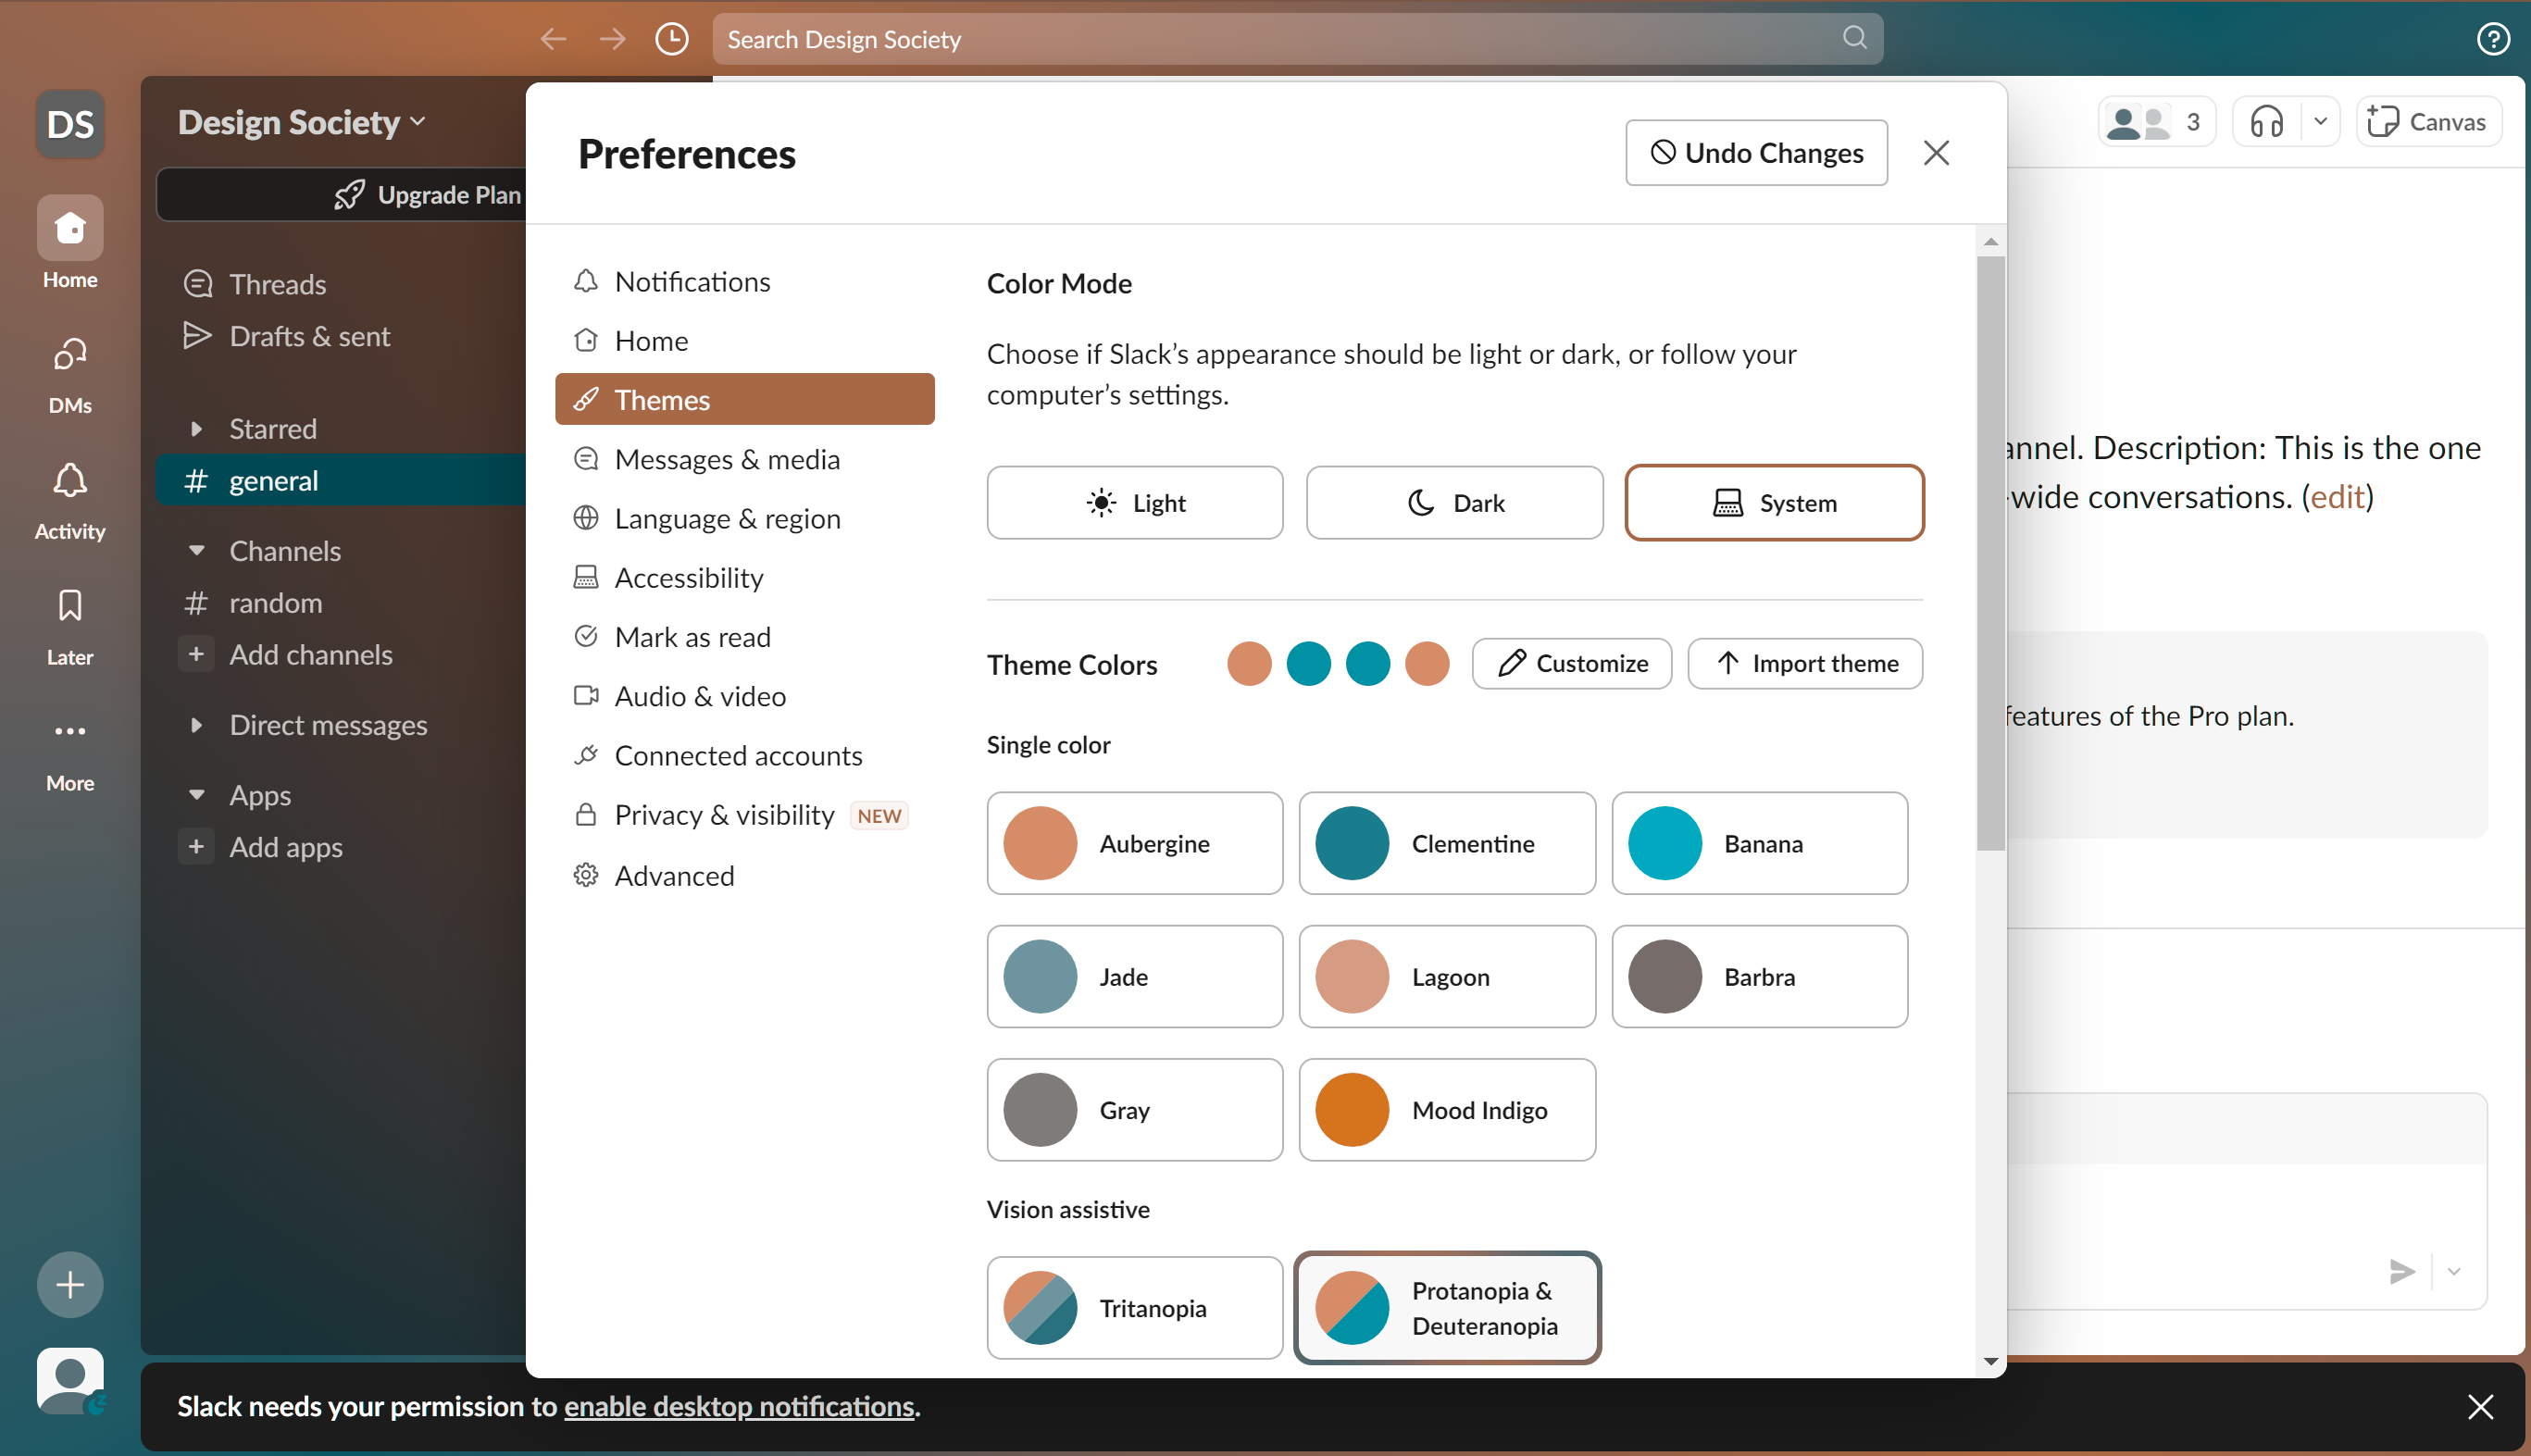 Search Design Society
DS
Home
DMs
Activity
Later
More
Design Society
Upgrade Plan
Threads
Drafts & sent
Starred
general
Channels
random
Add channels
Direct messages
Apps
Add apps
Preferences
Undo Changes
Notifications
Home
Themes
Messages & media
Language & region
Accessibility
Mark as read
Audio & video
Connected accounts
Privacy & visibility NEW
Advanced
Color Mode
Choose if Slack’s appearance should be light or dark, or follow your
computer’s settings.
Light
Dark
System
Theme Colors
Customize
Import theme
Single color
Aubergine
Clementine
Banana
Jade
Lagoon
Barbra
Gray
Mood Indigo
Vision assistive
Tritanopia
Protanopia &
Deuteranopia
3
Canvas
Description: This is the one
wide conversations. (edit)
features of the Pro plan.
Slack needs your permission to enable desktop notifications.